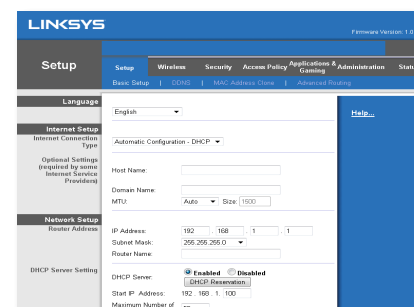 LINKSYS
Firmware Version: 1.0
Setup
Setup Wireless Security Access Policy Applications & Gaming Administration Statu
Basic Setup | DDNS | MAC Address Clone | Advanced Routing
Language
English
Help...
Internet Setup
Internet Connection Type
Automatic Configuration - DHCP
Optional Settings
(required by some
Internet Service
Providers)
Host Name:
Domain Name:
MTU: Auto Size: 1500
Network Setup
Router Address
IP Address: 192 . 168 . 1 . 1
Subnet Mask: 255.255.255.0
Router Name:
DHCP Server Setting
DHCP Server: Enabled Disabled
DHCP Reservation
Start IP Address: 192 . 168 . 1. 100
Maximum Number of